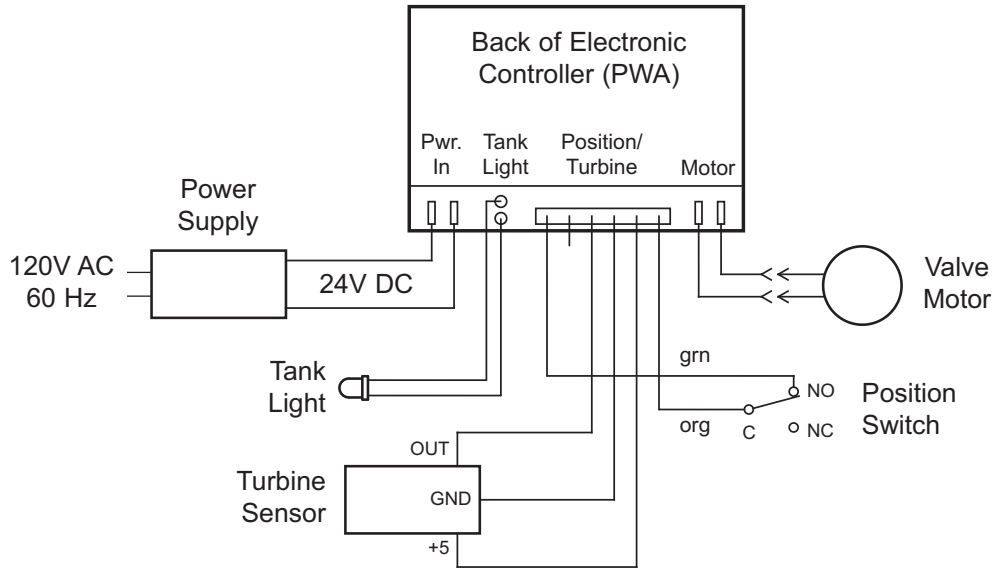 Back of Electronic
Controller (PWA)
Pwr.
In
Tank
Light
Position/
Turbine
Motor
Power
Supply
120V AC
60 Hz
24V DC
Valve
Motor
Tank
Light
grn
org
C
NO
NC
Position
Switch
Turbine
Sensor
OUT
GND
+5